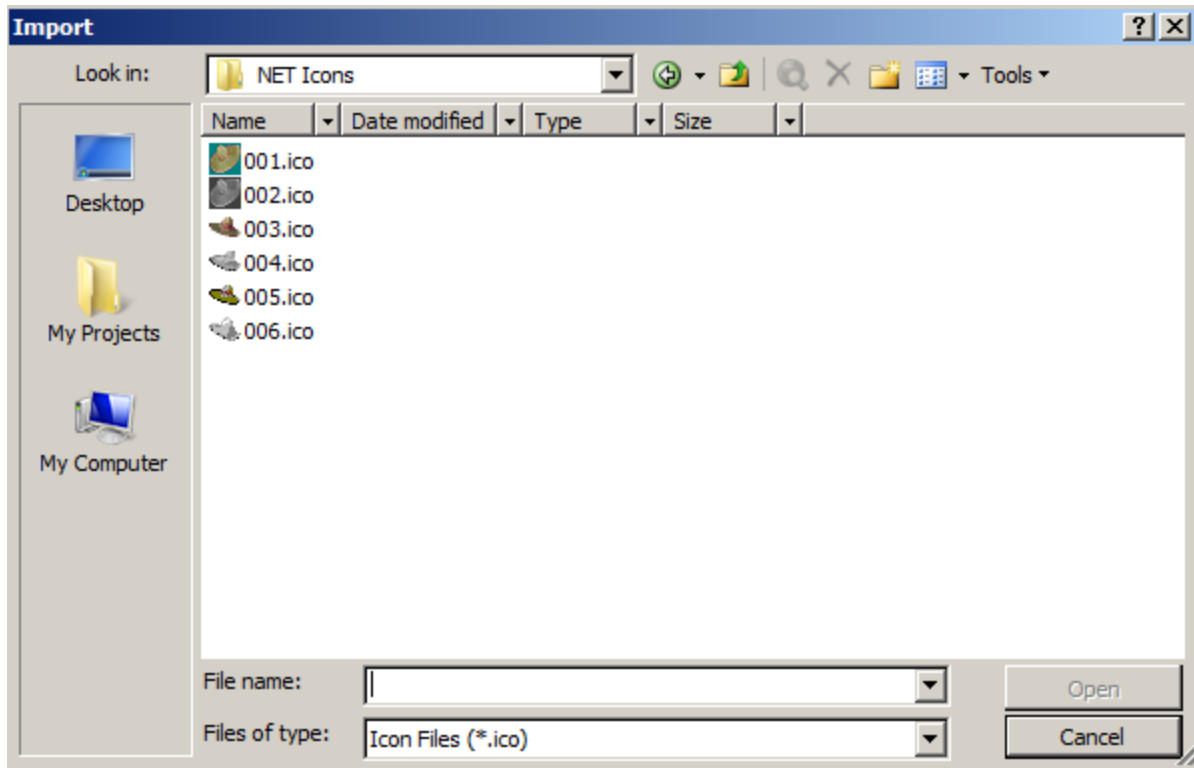 Import
Look in:
NET Icons
Tools
Name Date modified Type Size
001.ico
002.ico
003.ico
004.ico
005.ico
006.ico
Desktop
My Projects
My Computer
File name:
Open
Files of type:
Icon Files (*.ico)
Cancel